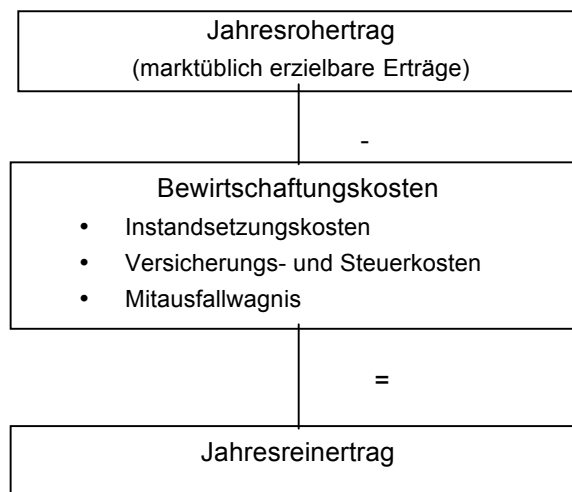 Jahresrohertrag
(marktüblich erzielbare Erträge)
-
Bewirtschaftungskosten
• Instandsetzungskosten
• Versicherungs- und Steuerkosten
• Mitausfallwagnis
=
Jahresreinertrag